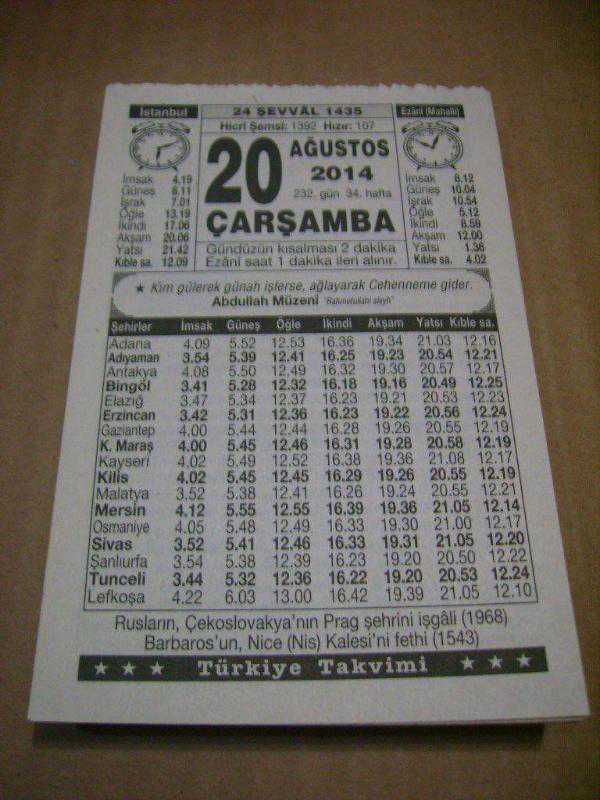 İstanbul
24 ŞEVVÂL 1435
Ezânî (Mahallî)
Hicrî Şemsî: 1392 Hızır: 107
20
AĞUSTOS
2014
232. gün 34. hafta
ÇARŞAMBA
Gündüzün kısalması 2 dakika
Ezânî saat 1 dakika ileri alınır.
İmsak 4.19
Güneş 6.11
İşrak 7.01
Öğle 13.19
İkindi 17.06
Akşam 20.06
Yatsı 21.42
Kıble sa. 12.09
İmsak 8.12
Güneş 10.04
İşrak 10.54
Öğle 5.12
İkindi 8.59
Akşam 12.00
Yatsı 1.36
Kıble sa. 4.02
★ Kim gülerek günah işlerse, ağlayarak Cehenneme gider.
Abdullah Müzenî "Rahmetullahi aleyh"
Şehirler İmsak Güneş Öğle İkindi Akşam Yatsı Kıble sa.
Adana 4.09 5.52 12.53 16.36 19.34 21.03 12.16
Adıyaman 3.54 5.39 12.41 16.25 19.23 20.54 12.21
Antakya 4.08 5.50 12.49 16.32 19.30 20.57 12.17
Bingöl 3.41 5.28 12.32 16.18 19.16 20.49 12.25
Elazığ 3.47 5.34 12.37 16.23 19.21 20.53 12.23
Erzincan 3.42 5.31 12.36 16.23 19.22 20.56 12.24
Gaziantep 4.00 5.44 12.44 16.28 19.26 20.55 12.19
K. Maraş 4.00 5.45 12.46 16.31 19.28 20.58 12.19
Kayseri 4.02 5.49 12.52 16.38 19.36 21.08 12.17
Kilis 4.02 5.45 12.45 16.29 19.26 20.55 12.19
Malatya 3.52 5.38 12.41 16.26 19.24 20.55 12.21
Mersin 4.12 5.55 12.55 16.39 19.36 21.05 12.14
Osmaniye 4.05 5.48 12.49 16.33 19.30 21.00 12.17
Sivas 3.52 5.41 12.46 16.33 19.31 21.05 12.20
Şanlıurfa 3.54 5.38 12.39 16.23 19.20 20.50 12.22
Tunceli 3.44 5.32 12.36 16.22 19.20 20.53 12.24
Lefkoşa 4.22 6.03 13.00 16.42 19.39 21.05 12.10
Rusların, Çekoslovakya'nın Prag şehrini işgâli (1968)
Barbaros'un, Nice (Nis) Kalesi'ni fethi (1543)
★ ★ ★ Türkiye Takvimi ★ ★ ★